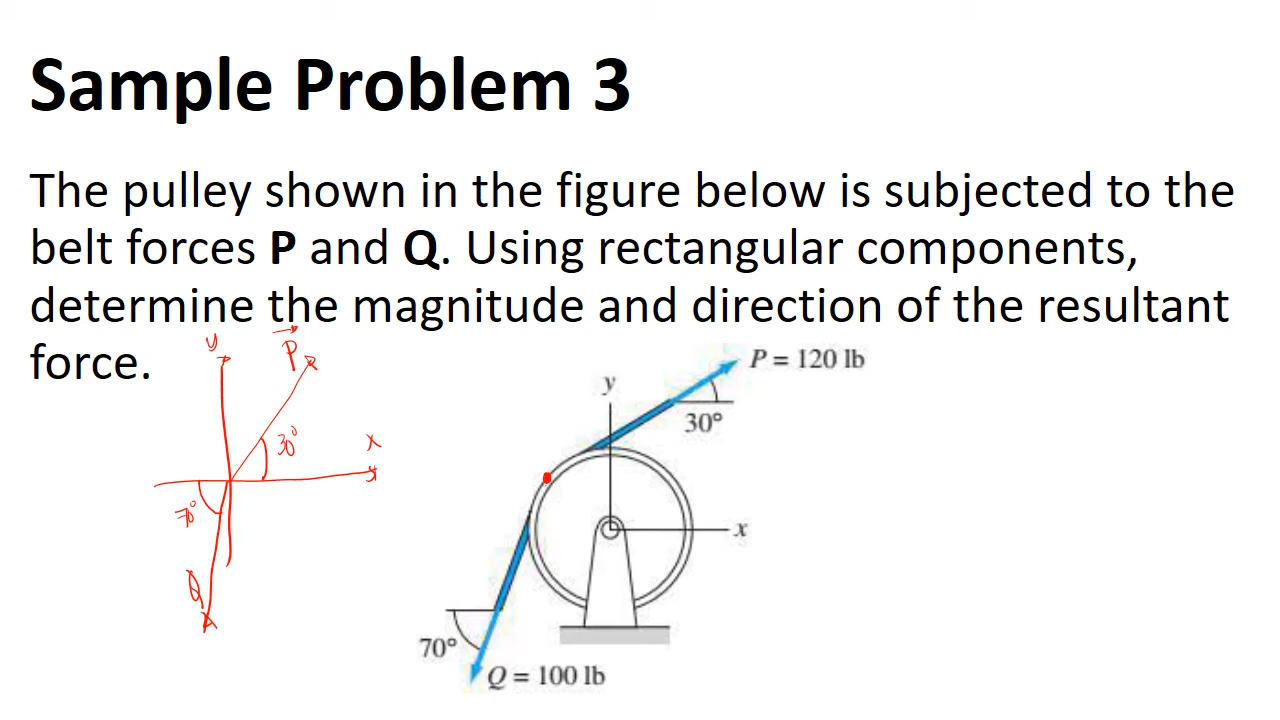 Sample Problem 3
The pulley shown in the figure below is subjected to the
belt forces P and Q. Using rectangular components,
determine the magnitude and direction of the resultant
force.
y
P
30°
x
70°
Q
P = 120 lb
y
30°
x
70°
Q = 100 lb